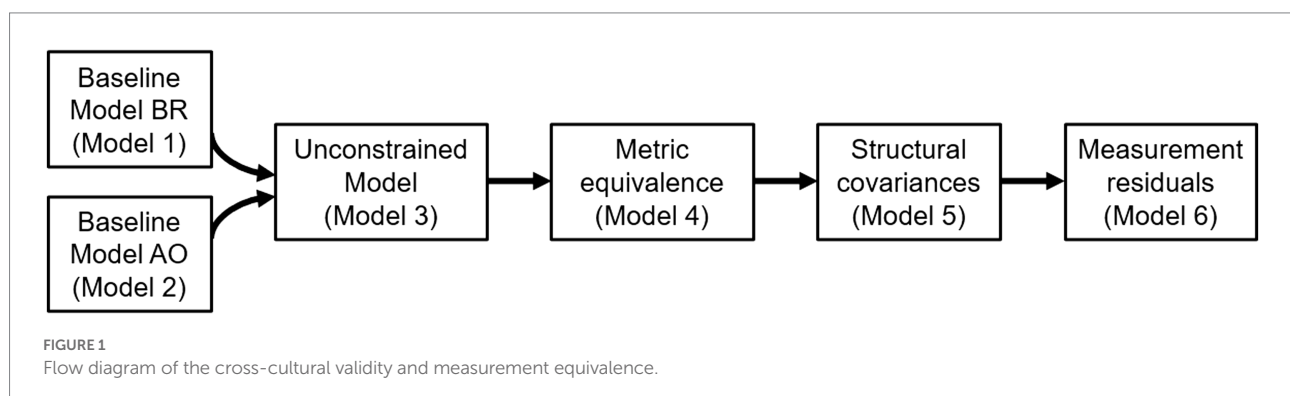 Baseline
Model BR
(Model 1)
Baseline
Model AO
(Model 2)
Unconstrained
Model
(Model 3)
Metric
equivalence
(Model 4)
Structural
covariances
(Model 5)
Measurement
residuals
(Model 6)
FIGURE 1
Flow diagram of the cross-cultural validity and measurement equivalence.